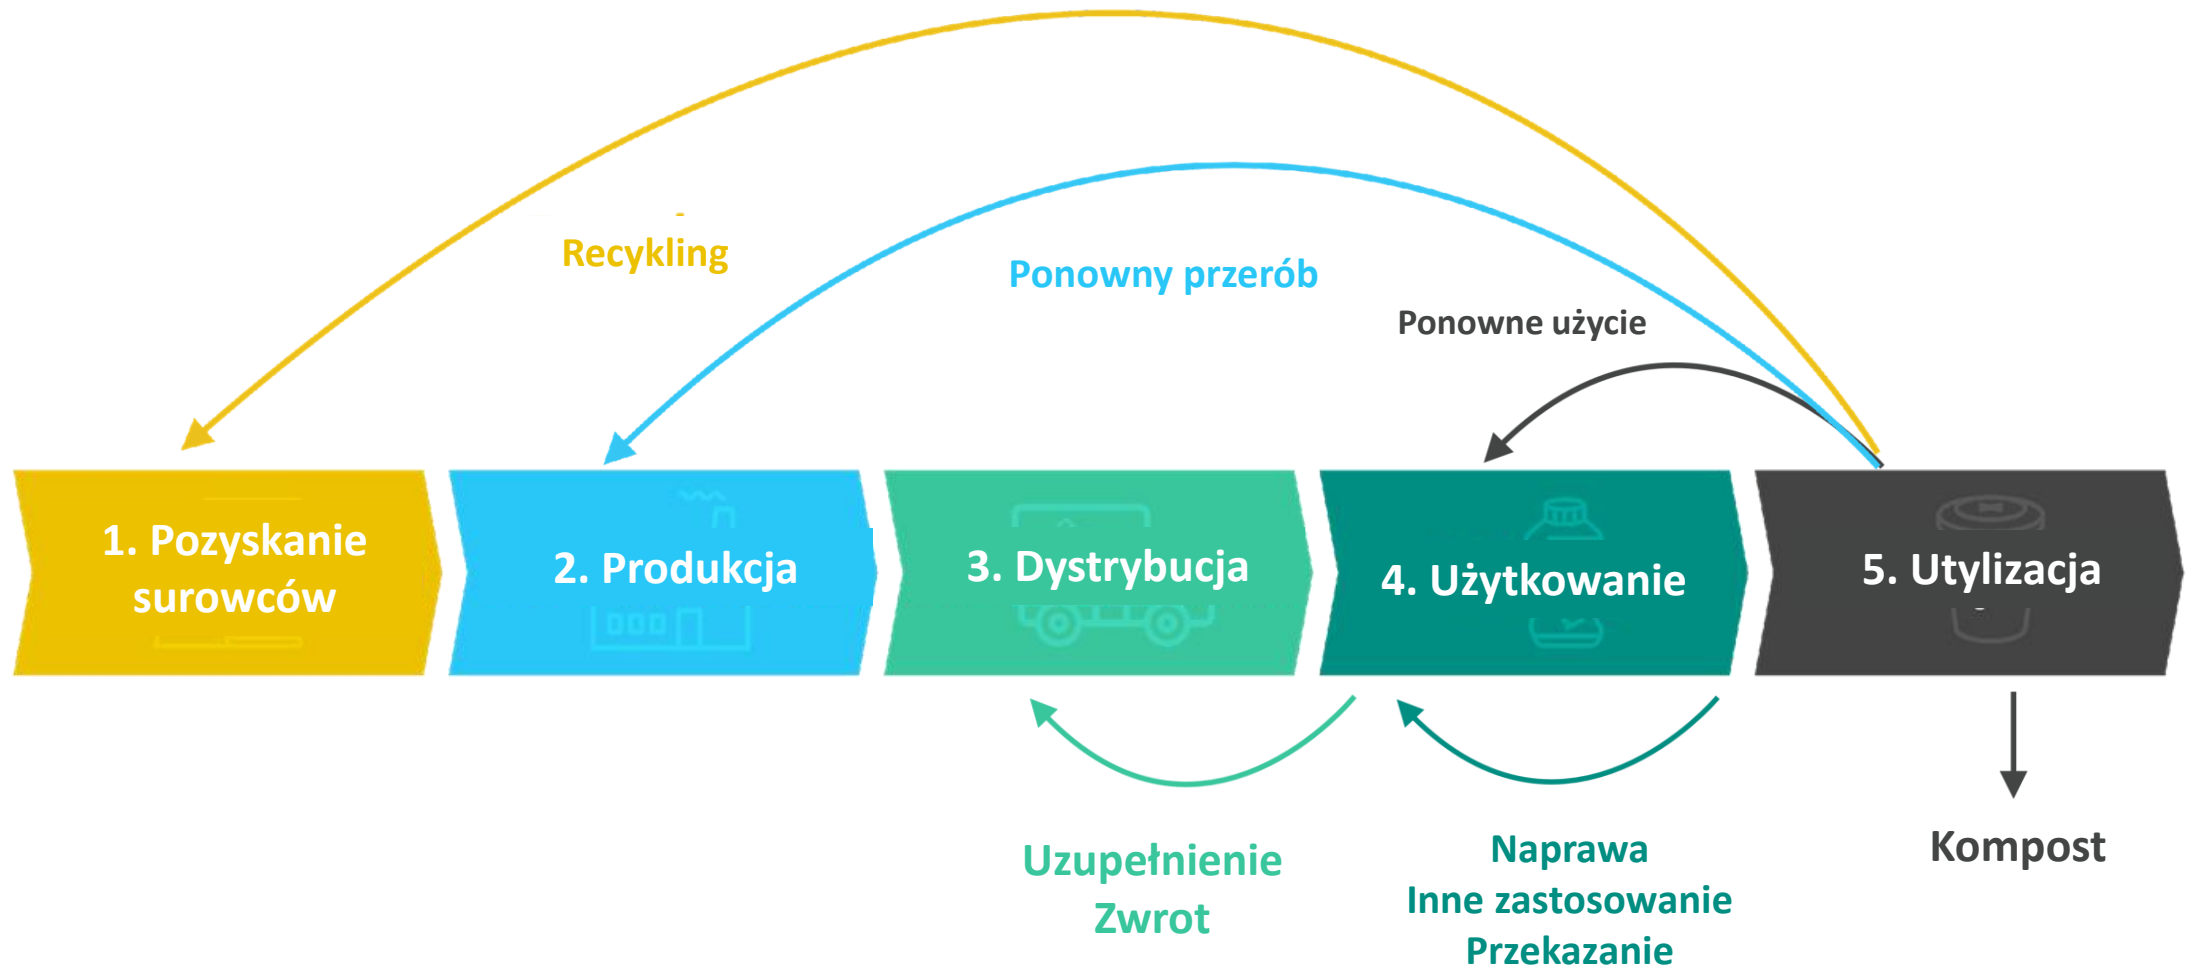 Recykling
Ponowny przerób
Ponowne użycie
1. Pozyskanie
surowców
2. Produkcja
3. Dystrybucja
4. Użytkowanie
5. Utylizacja
Uzupełnienie
Zwrot
Naprawa
Inne zastosowanie
Przekazanie
Kompost